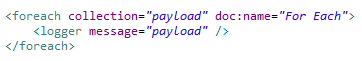 <foreach collection="payload" doc:name="For Each">
    <logger message="payload" />
</foreach>